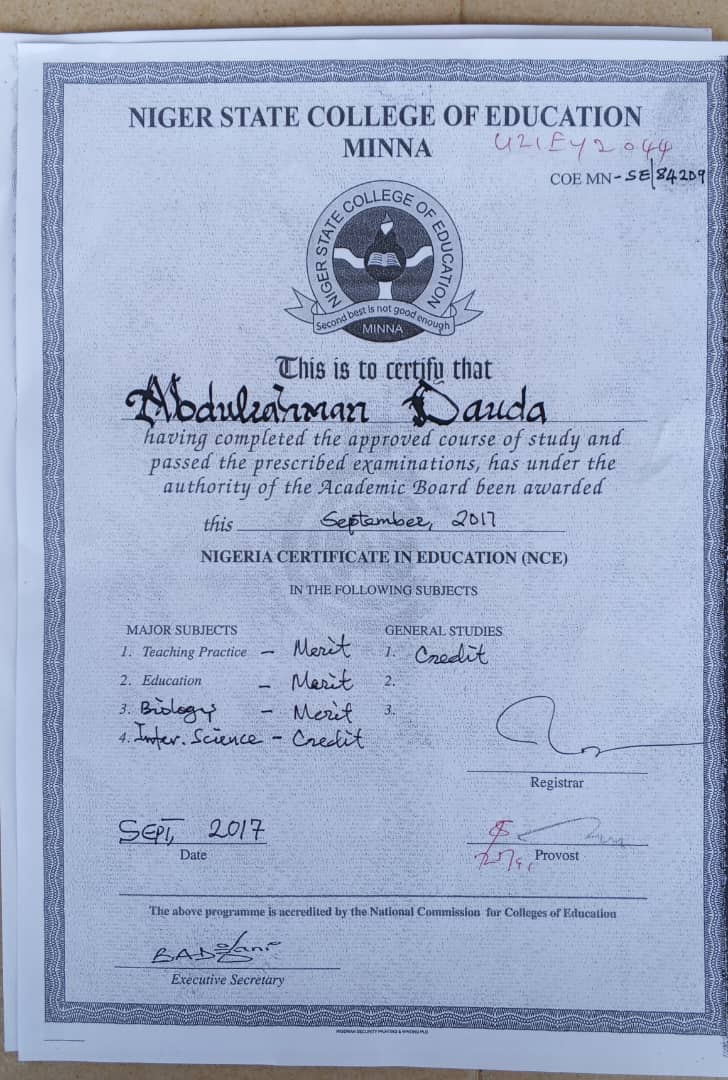 NIGER STATE COLLEGE OF EDUCATION
MINNA
U21EY2044
COE MN-SE/84209
NIGER STATE COLLEGE OF EDUCATION
Second best is not good enough
MINNA
This is to certify that
Abdulrahman Dauda
having completed the approved course of study and
passed the prescribed examinations, has under the
authority of the Academic Board been awarded
this September, 2017
NIGERIA CERTIFICATE IN EDUCATION (NCE)
IN THE FOLLOWING SUBJECTS
MAJOR SUBJECTS GENERAL STUDIES
1. Teaching Practice - Merit 1. Credit
2. Education - Merit 2.
3. Biology - Merit 3.
4. Inter. Science - Credit
Registrar
SEPT, 2017
Date Provost
The above programme is accredited by the National Commission for Colleges of Education
Executive Secretary
NIGERIAN SECURITY PRINTING & MINTING PLC